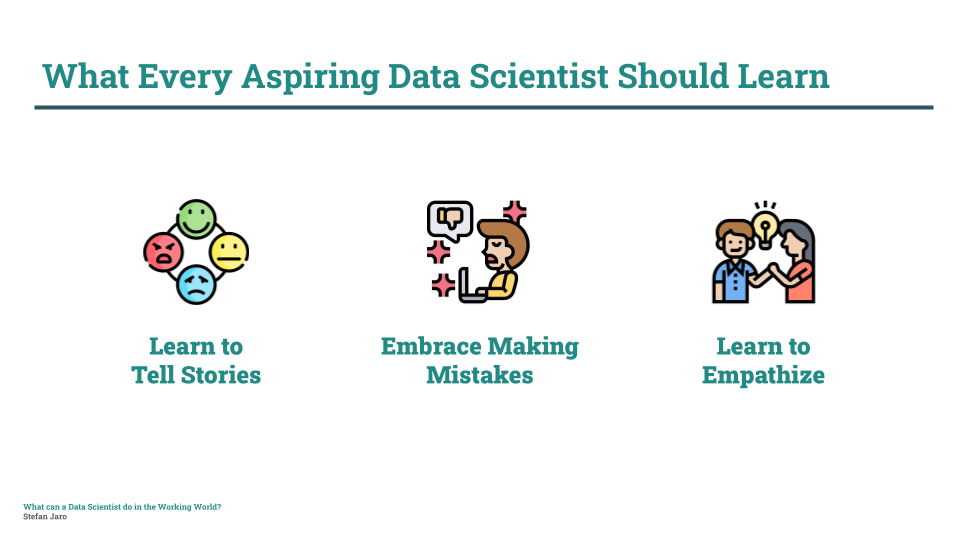 What Every Aspiring Data Scientist Should Learn
Learn to
Tell Stories
Embrace Making
Mistakes
Learn to
Empathize
What can a Data Scientist do in the Working World?
Stefan Jaro